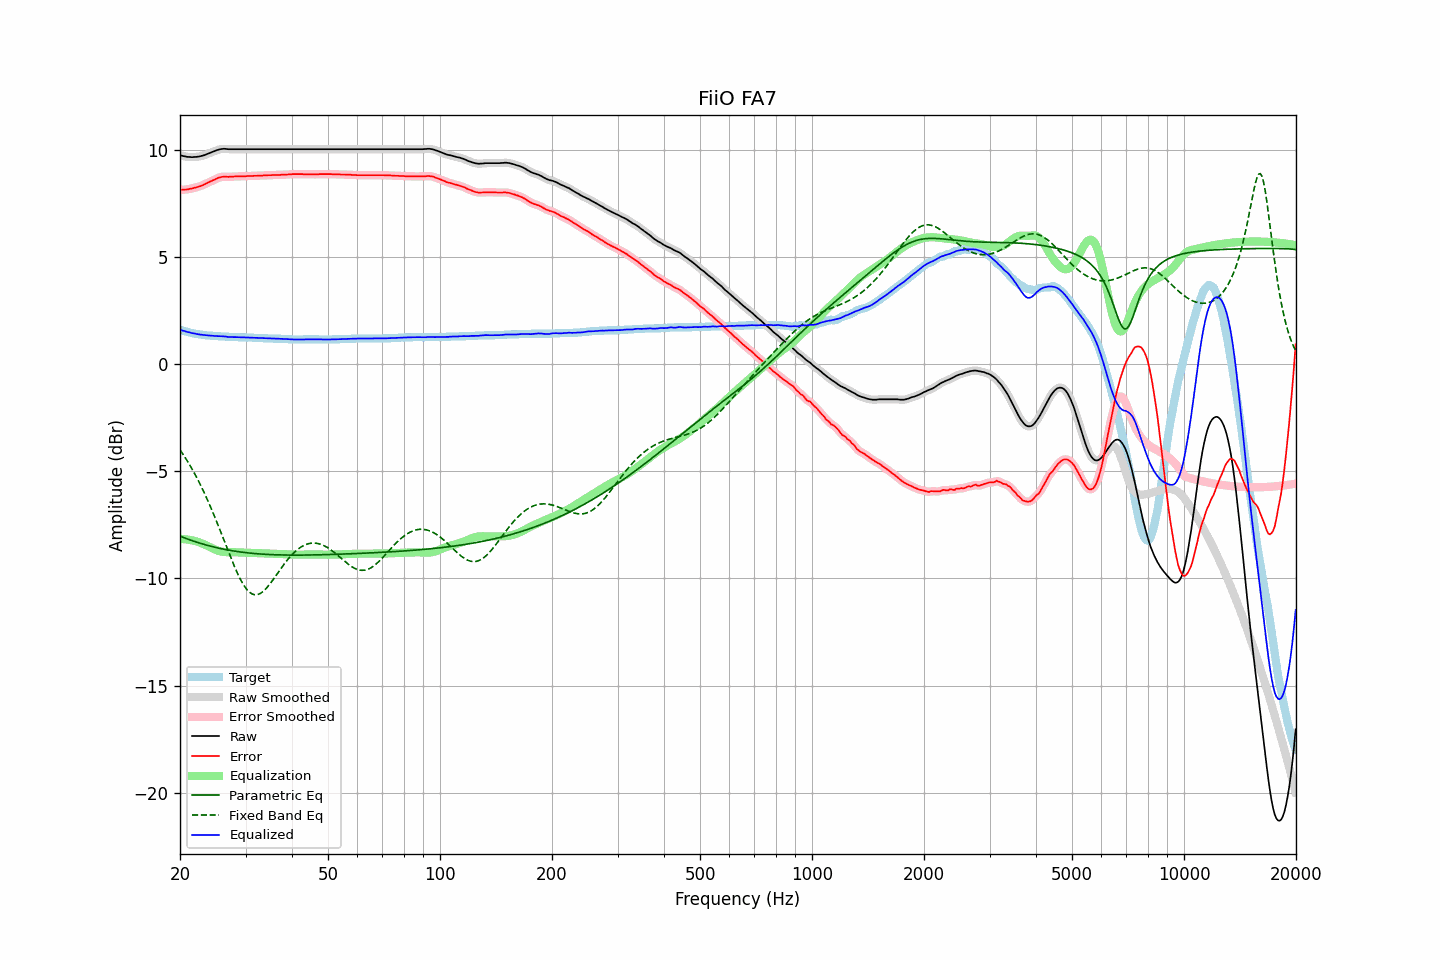 FiiO FA7
Amplitude (dBr)
10
5
0
−5
−10
−15
−20
Target
Raw Smoothed
Error Smoothed
Raw
Error
Equalization
Parametric Eq
Fixed Band Eq
Equalized
20
50
100
200
500
1000
2000
5000
10000
20000
Frequency (Hz)